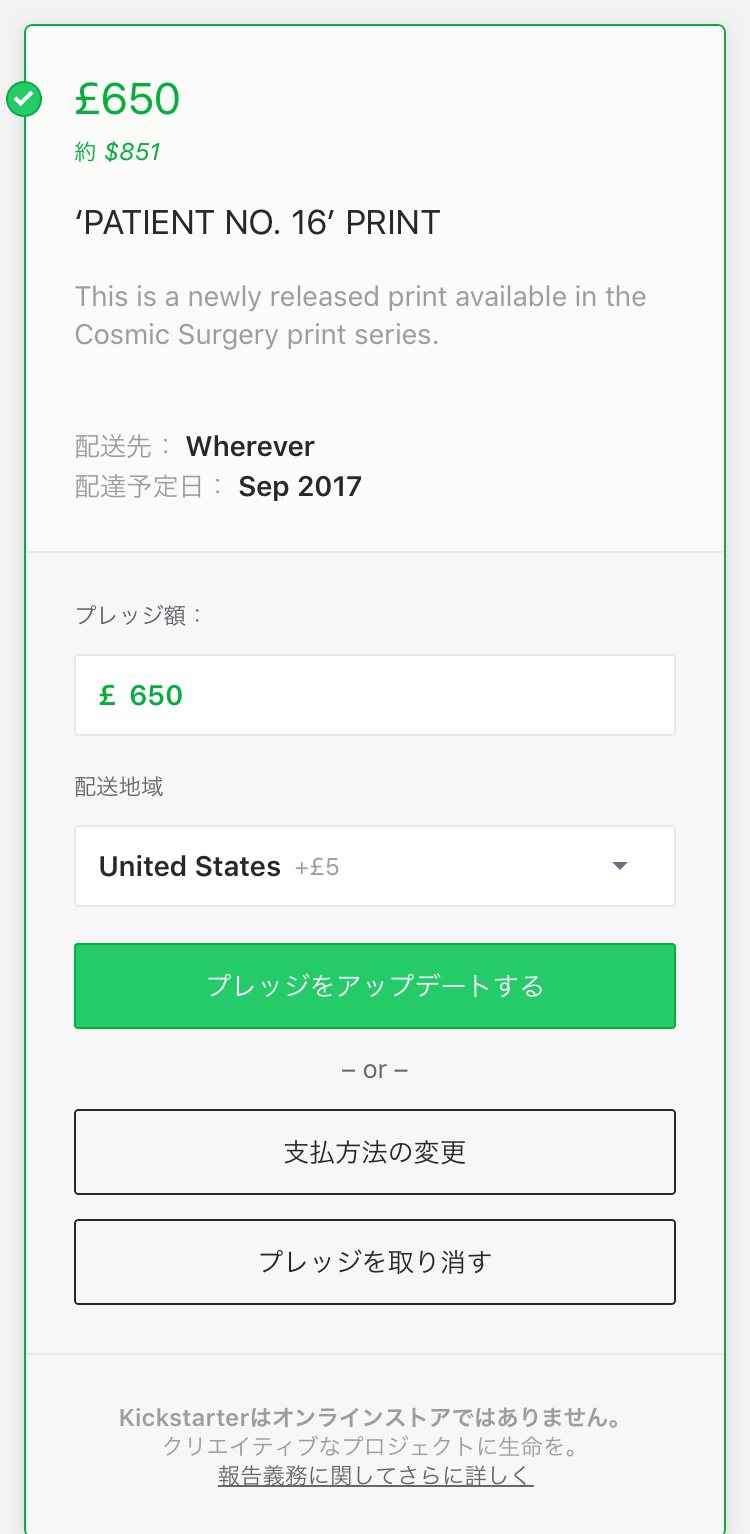 £650
約 $851
‘PATIENT NO. 16’ PRINT
This is a newly released print available in the
Cosmic Surgery print series.
配送先： Wherever
配達予定日： Sep 2017
プレッジ額：
£ 650
配送地域
United States +£5
プレッジをアップデートする
– or –
支払方法の変更
プレッジを取り消す
Kickstarterはオンラインストアではありません。
クリエイティブなプロジェクトに生命を。
報告義務に関してさらに詳しく